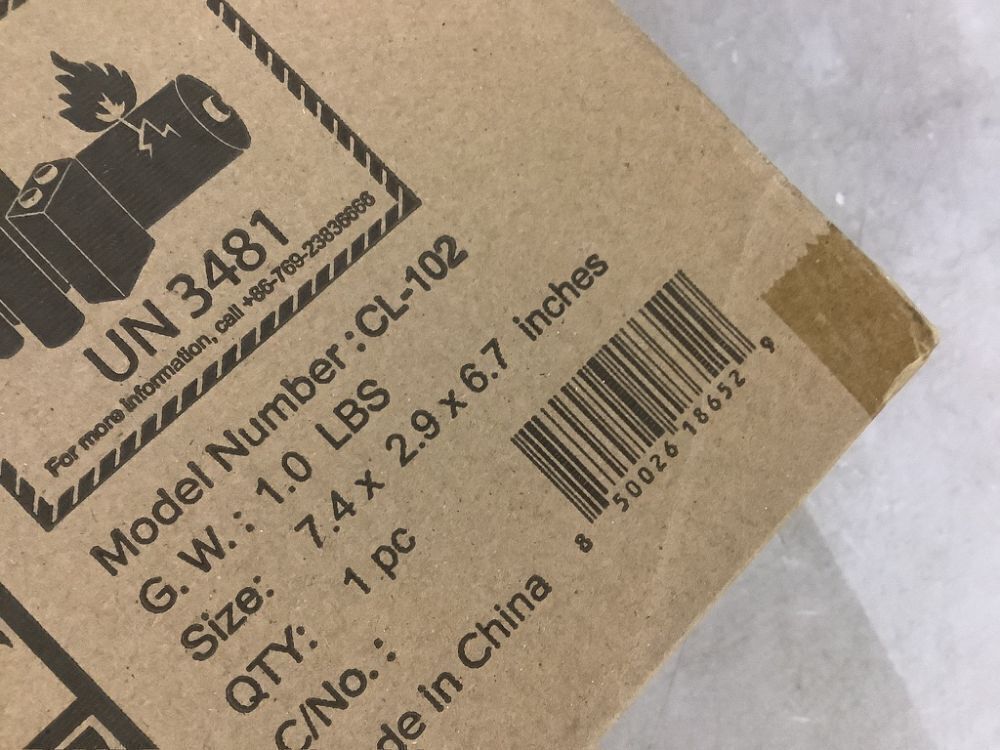 UN 3481
For more information, call +86-769-23836666
Model Number : CL-102
G. W. : 1.0 LBS
Size: 7.4 x 2.9 x 6.7 inches
QTY: 1 pc
C/No. :
de in China
8 50026 18652 9